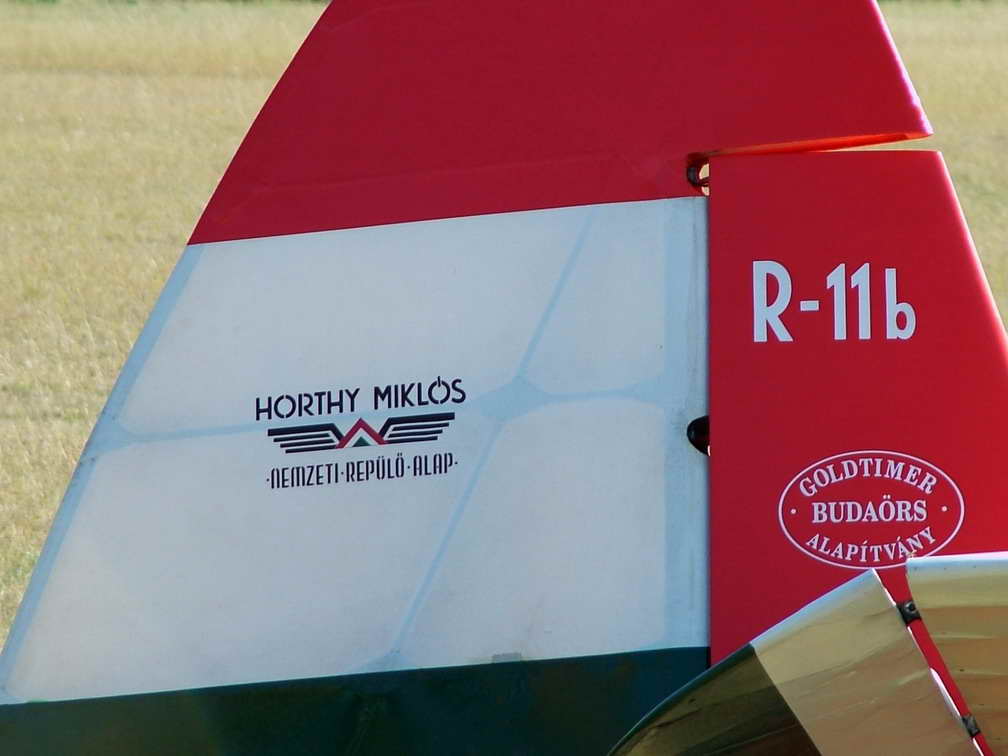 HORTHY MIKLÓS
·NEMZETI·REPÜLŐ·ALAP·
R-11b
GOLDTIMER
· BUDAÖRS ·
ALAPÍTVÁNY